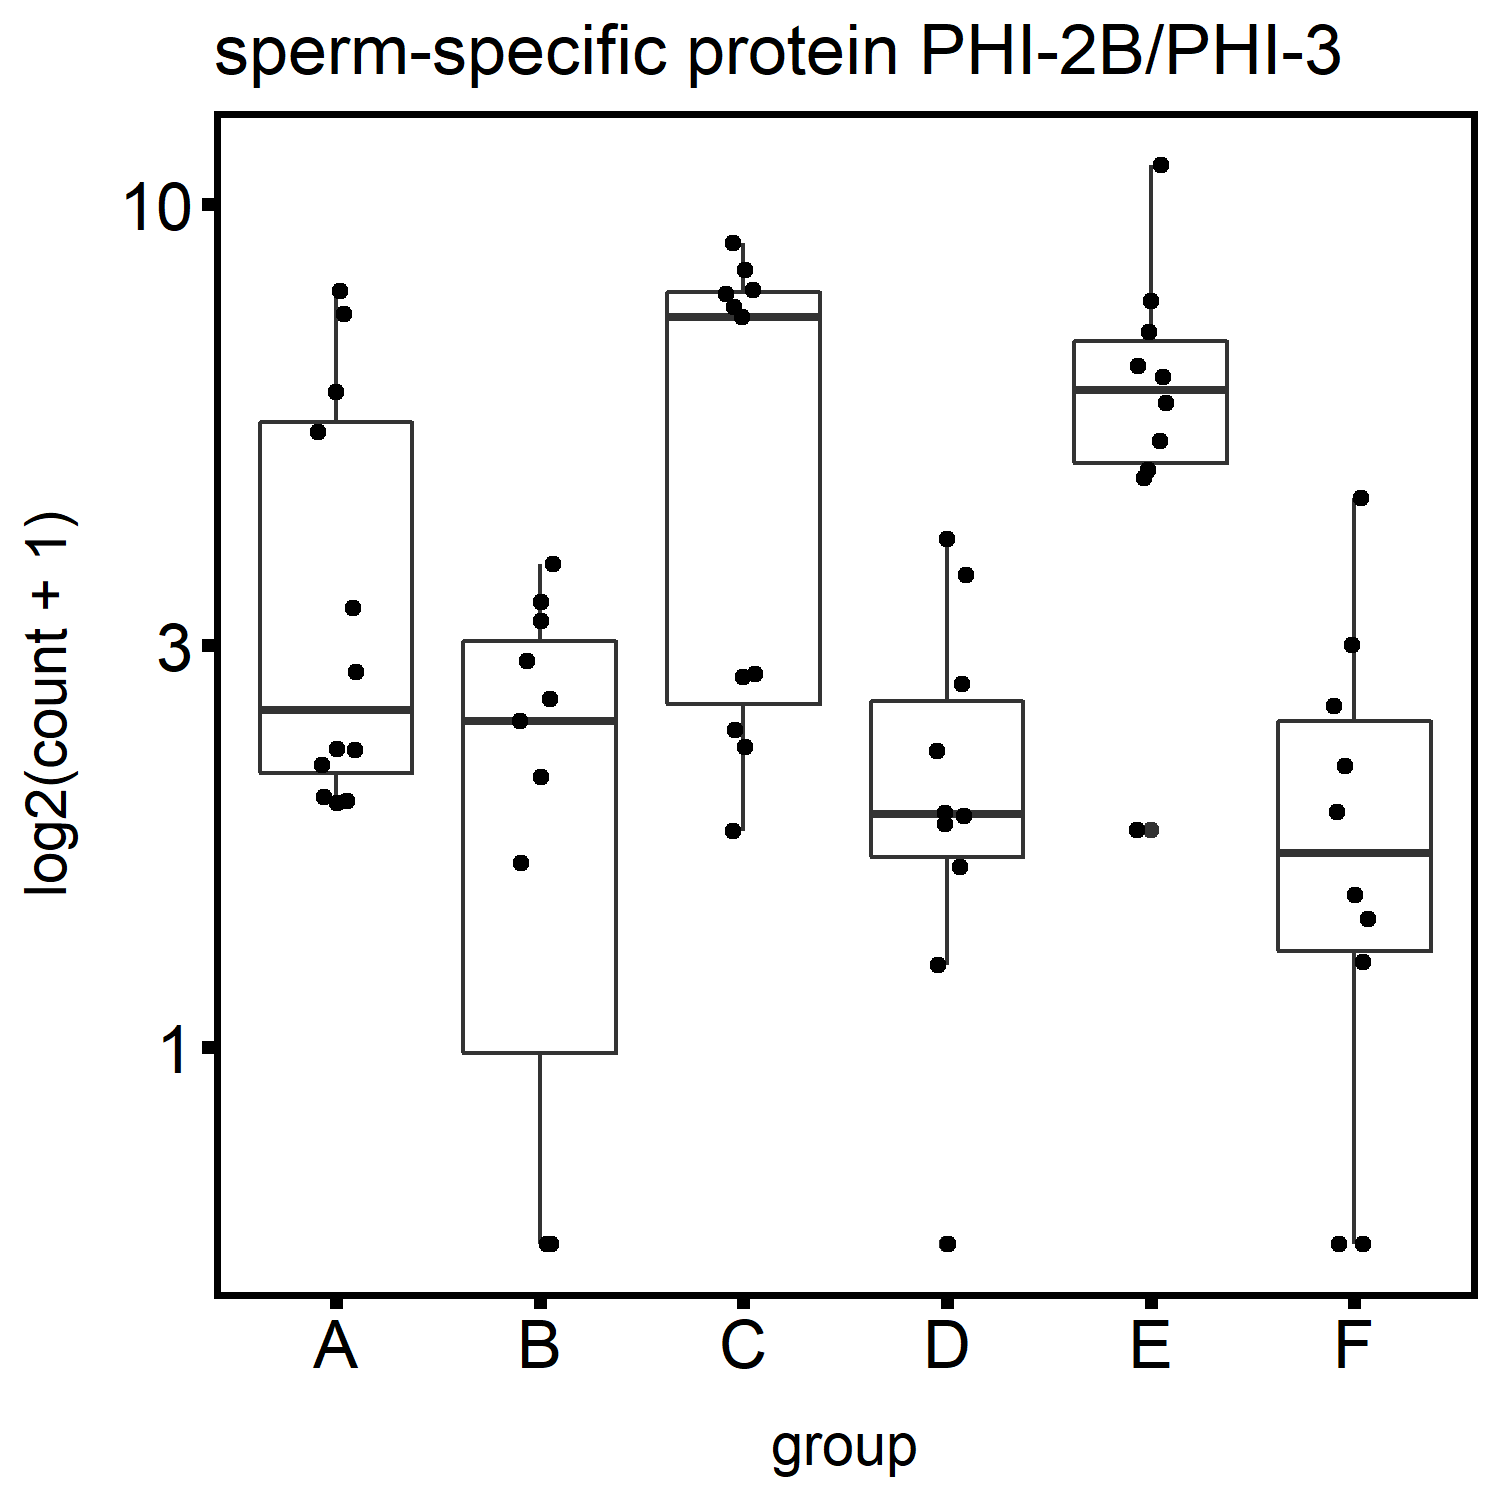 sperm-specific protein PHI-2B/PHI-3
log2(count + 1)
10
3
1
A B C D E F
group